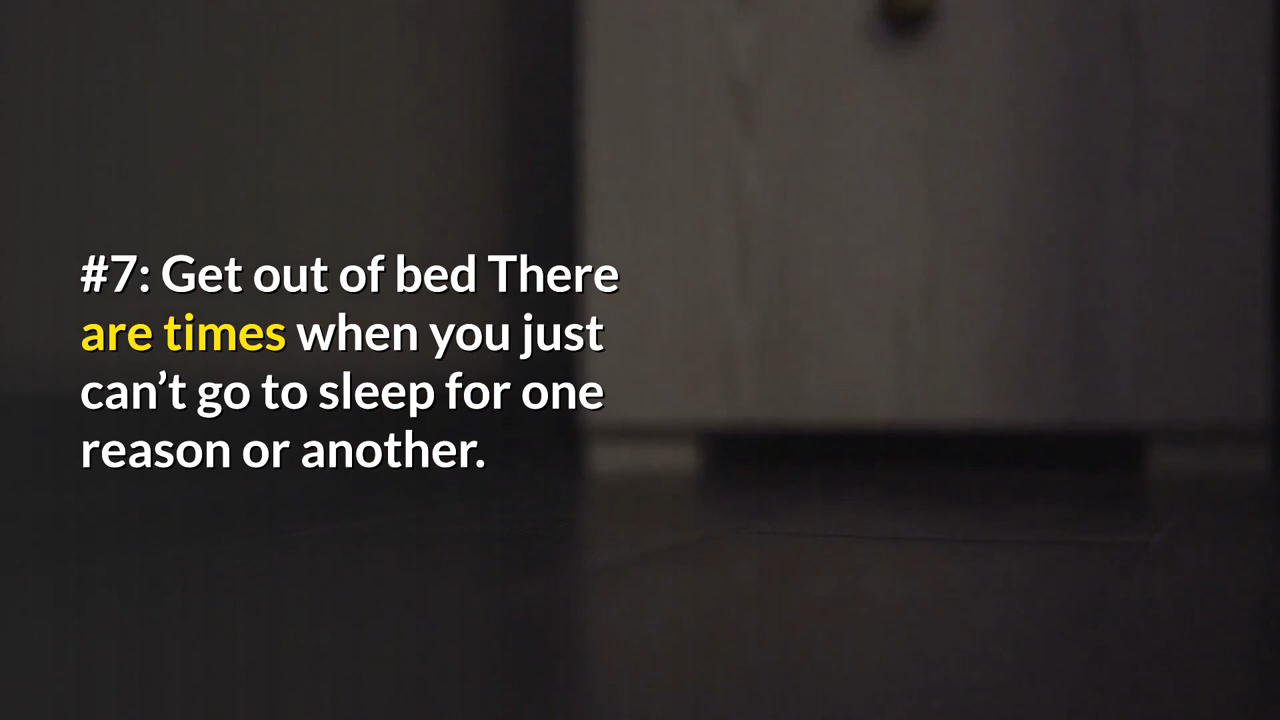 #7: Get out of bed There
are times when you just
can’t go to sleep for one
reason or another.